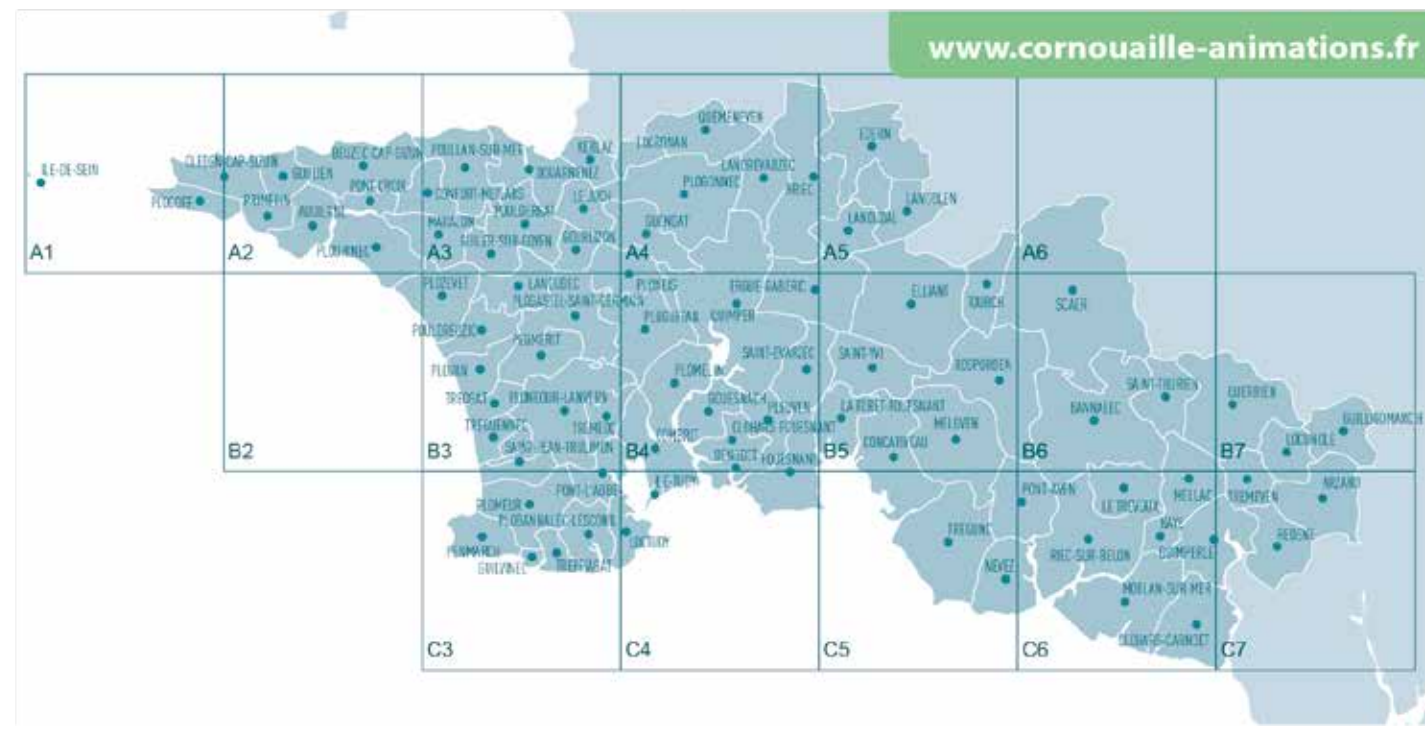 www.cornouaille-animations.fr
QUEMENEVEN
EDERN
LOCRONAN
POULLAN-SUR-MER
KERLAZ
BEUZEC-CAP-SIZUN
CLEDEN-CAP-SIZUN
GOULIEN
DOUARNENEZ
LANDREVARZEC
ILE-DE-SEIN
PONT-CROIX
CONFORT-MEILARS
LE JUCH
PLOGONNEC
BRIEC
PLOGOFF
PRIMELIN
AUDIERNE
POULDERGAT
LANGOLEN
LANDUDAL
MAHALON
GUENGAT
GULER-SUR-GOYEN
GOURLIZON
PLOUHINEC
A1
A2
A3
A4
A5
A6
PLOZEVET
LANDUDEC
PLONEIS
ERGUE-GABERIC
ELLIANT
TOURCH
SCAER
PLOGASTEL-SAINT-GERMAIN
PLUGUFFAN
QUIMPER
POULDREUZIC
PEUMERIT
SAINT-EVARZEC
SAINT-YVI
ROSPORDEN
PLOVAN
PLOMELIN
SAINT-THURIEN
GUERRIEN
TREOGAT
PLONEOUR-LANVERN
GOUESNACH
PLEUVEN
LA FORET-FOUESNANT
BANNALEC
GUILLIGOMARCH
TREGUENNEC
TREMEOC
CLOHARS-FOUESNANT
MELGVEN
SAINT-JEAN-TROLIMON
COMBRIT
CONCARNEAU
LOCUNOLE
B2
B3
B4
BENODET
FOUESNANT
B5
B6
B7
PONT-L'ABBE
ILE-TUDY
PONT-AVEN
LE TREVOUX
MELLAC
TREMEVEN
ARZANO
PLOMEUR
PLOBANNALEC-LESCONIL
LOCTUDY
TREGUNC
BAYE
REDENE
PENMARCH
GUILVINEC
TREFFIAGAT
RIEC-SUR-BELON
QUIMPERLE
NEVEZ
MOELAN-SUR-MER
CLOHARS-CARNOET
C3
C4
C5
C6
C7